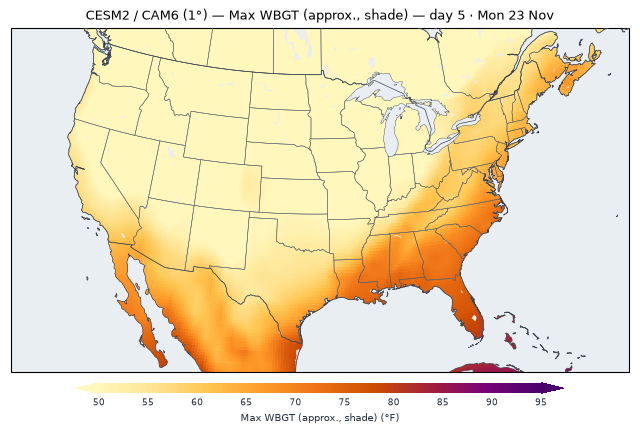 CESM2 / CAM6 (1°) — Max WBGT (approx., shade) — day 5 · Mon 23 Nov
50 55 60 65 70 75 80 85 90 95
Max WBGT (approx., shade) (°F)